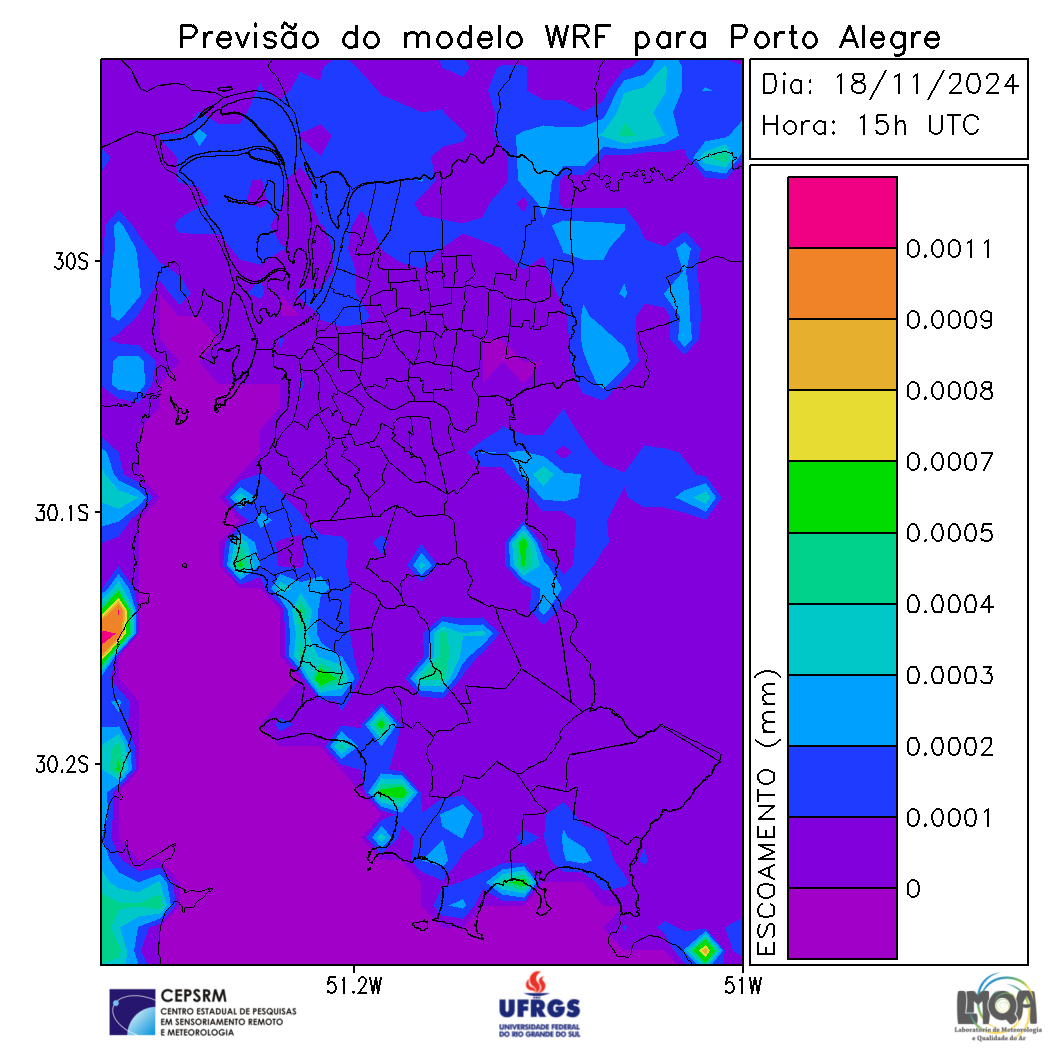 Previsão do modelo WRF para Porto Alegre
Dia: 18/11/2024
Hora: 15h UTC
0.0011
0.0009
0.0008
0.0007
0.0005
0.0004
0.0003
0.0002
0.0001
0
ESCOAMENTO (mm)
30S
30.1S
30.2S
51.2W
51W
CEPSRM
CENTRO ESTADUAL DE PESQUISAS
EM SENSORIAMENTO REMOTO
E METEOROLOGIA
UFRGS
UNIVERSIDADE FEDERAL
DO RIO GRANDE DO SUL
LMQA
Laboratório de Meteorologia
e Qualidade do Ar